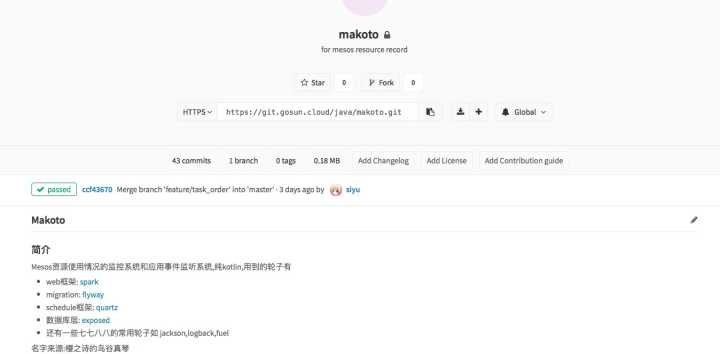 makoto
for mesos resource record
Star 0 Fork 0
HTTPS https://git.gosun.cloud/java/makoto.git Global
43 commits 1 branch 0 tags 0.18 MB Add Changelog Add License Add Contribution guide
passed ccf43670 Merge branch 'feature/task_order' into 'master' · 3 days ago by siyu
Makoto
简介
Mesos资源使用情况的监控系统和应用事件监听系统,纯kotlin,用到的轮子有
web框架: spark
migration: flyway
schedule框架: quartz
数据库层: exposed
还有一些七七八八的常用轮子如 jackson,logback,fuel
名字来源:樱之诗的鸟谷真琴